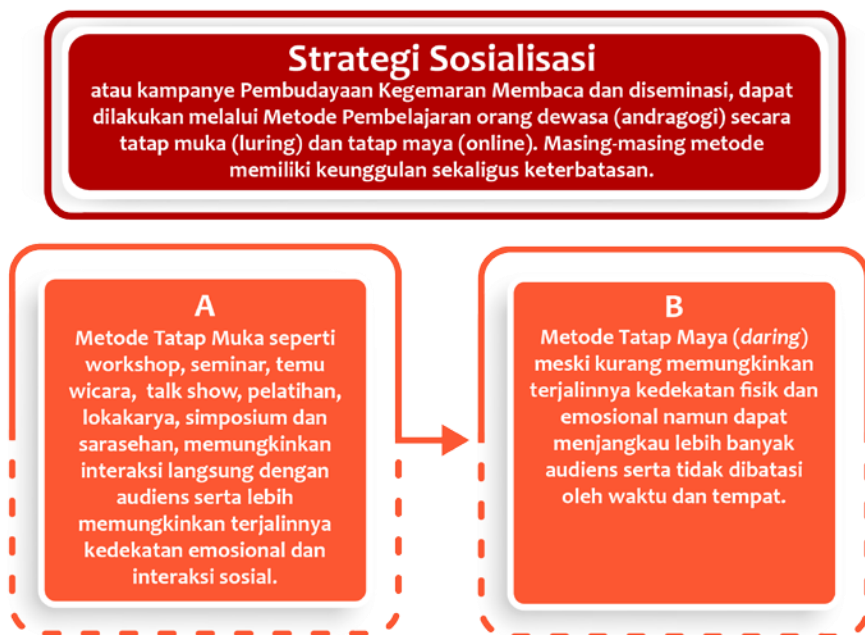 Strategi Sosialisasi
atau kampanye Pembudayaan Kegemaran Membaca dan diseminasi, dapat
dilakukan melalui Metode Pembelajaran orang dewasa (andragogi) secara
tatap muka (luring) dan tatap maya (online). Masing-masing metode
memiliki keunggulan sekaligus keterbatasan.
A
Metode Tatap Muka seperti
workshop, seminar, temu
wicara, talk show, pelatihan,
lokakarya, simposium dan
sarasehan, memungkinkan
interaksi langsung dengan
audiens serta lebih
memungkinkan terjalinnya
kedekatan emosional dan
interaksi sosial.
B
Metode Tatap Maya (daring)
meski kurang memungkinkan
terjalinnya kedekatan fisik dan
emosional namun dapat
menjangkau lebih banyak
audiens serta tidak dibatasi
oleh waktu dan tempat.